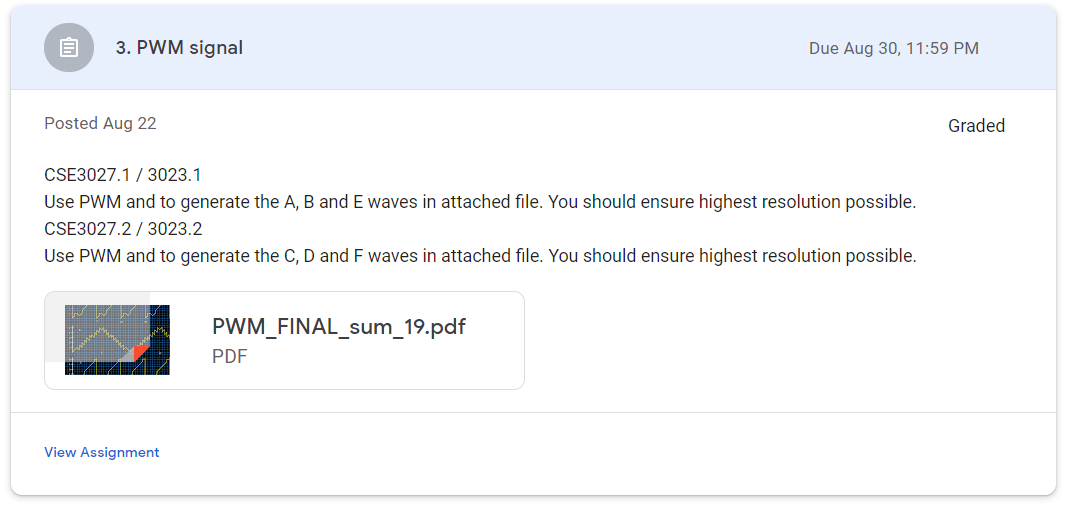 3. PWM signal
Due Aug 30, 11:59 PM
Posted Aug 22
Graded
CSE3027.1 / 3023.1
Use PWM and to generate the A, B and E waves in attached file. You should ensure highest resolution possible.
CSE3027.2 / 3023.2
Use PWM and to generate the C, D and F waves in attached file. You should ensure highest resolution possible.
PWM_FINAL_sum_19.pdf
PDF
View Assignment